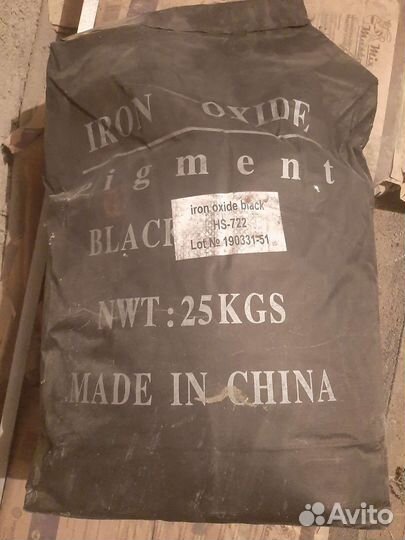 IRON OXIDE
Pigment
BLACK
iron oxide black
HS-722
Lot № 190331-51
NWT: 25KGS
MADE IN CHINA
Avito